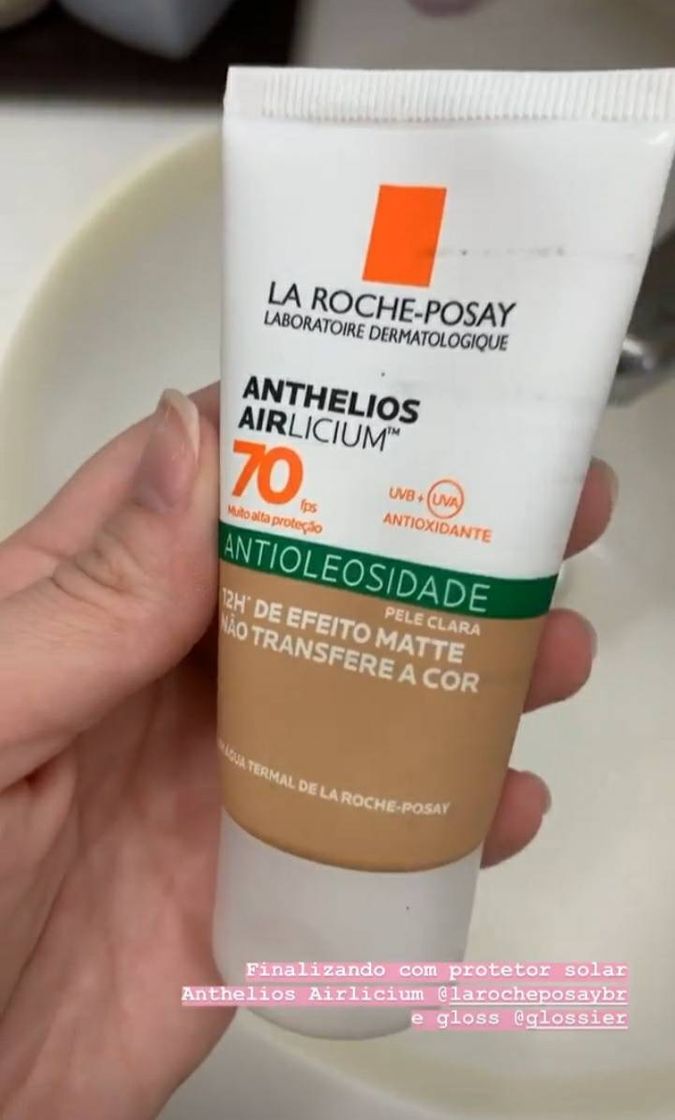 LA ROCHE-POSAY
LABORATOIRE DERMATOLOGIQUE
ANTHELIOS
AIRLICIUM™
70 fps
Muito alta proteção
UVB + UVA
ANTIOXIDANTE
ANTIOLEOSIDADE
PELE CLARA
12H* DE EFEITO MATTE
NÃO TRANSFERE A COR
ÁGUA TERMAL DE LA ROCHE-POSAY
Finalizando com protetor solar
Anthelios Airlicium @larocheposaybr
e gloss @glossier